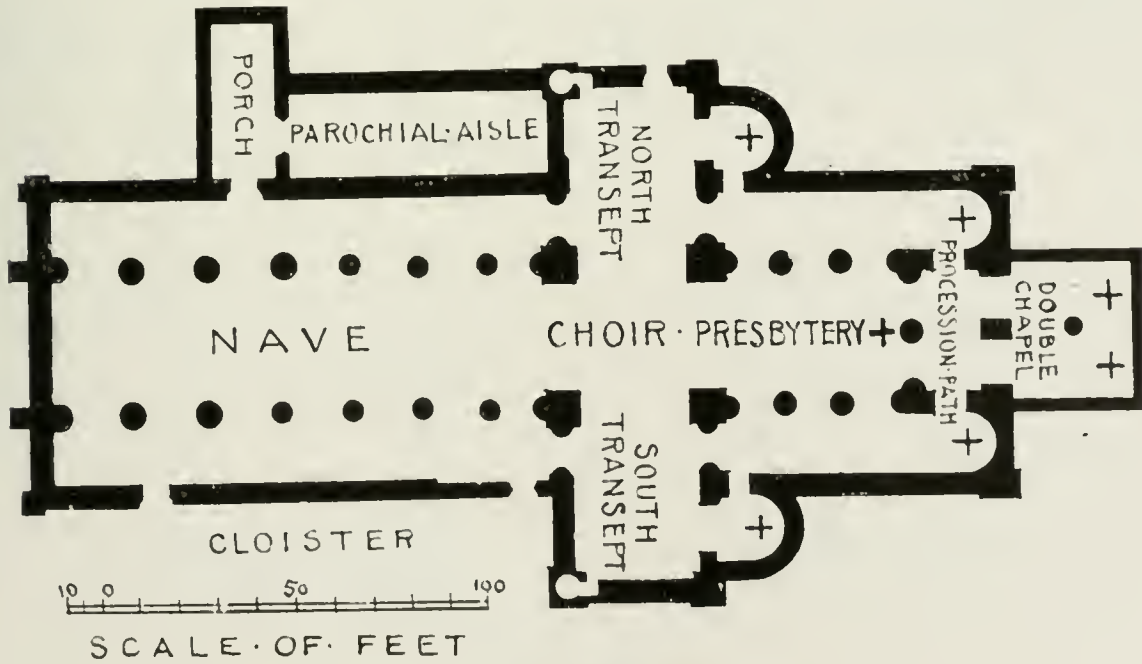 PORCH
PAROCHIAL·AISLE
NORTH
TRANSEPT
NAVE
CHOIR·PRESBYTERY
PROCESSION·PATH
DOUBLE
CHAPEL
SOUTH
TRANSEPT
CLOISTER
10 0 50 100
SCALE·OF·FEET